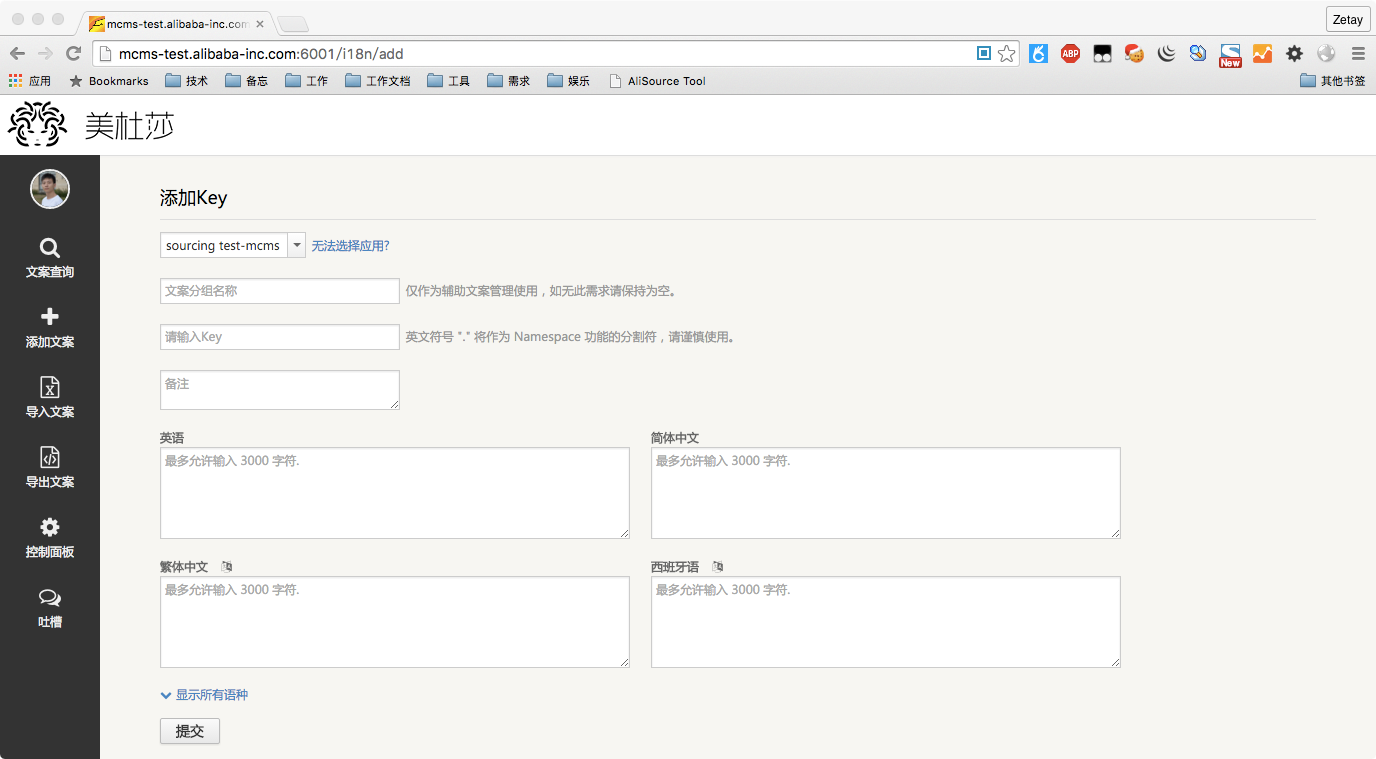 mcms-test.alibaba-inc.com
Zetay
mcms-test.alibaba-inc.com:6001/i18n/add
ABP
New
应用 Bookmarks 技术 备忘 工作 工作文档 工具 需求 娱乐 AliSource Tool 其他书签
美杜莎
添加Key
sourcing test-mcms 无法选择应用?
文案查询
文案分组名称 仅作为辅助文案管理使用，如无此需求请保持为空。
添加文案
请输入Key 英文符号 "." 将作为 Namespace 功能的分割符，请谨慎使用。
备注
导入文案
英语 简体中文
最多允许输入 3000 字符. 最多允许输入 3000 字符.
导出文案
控制面板
繁体中文 西班牙语
最多允许输入 3000 字符. 最多允许输入 3000 字符.
吐槽
显示所有语种
提交